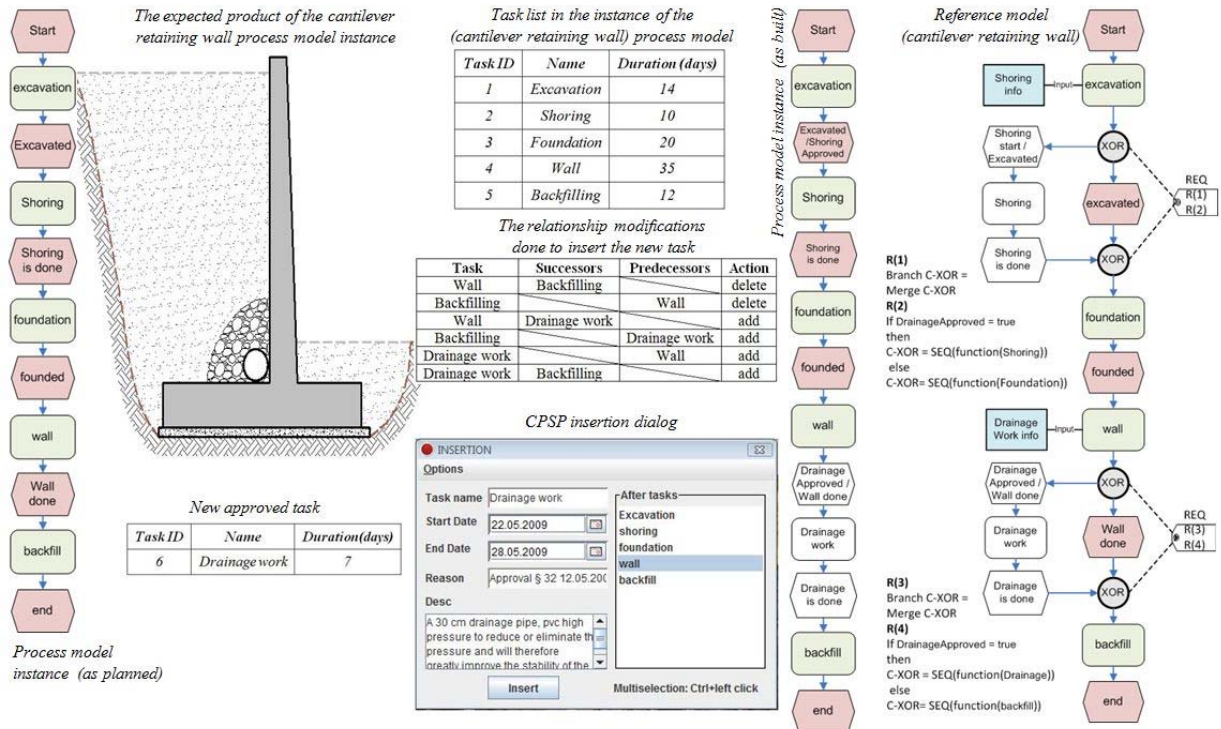 Start
excavation
Excavated
Shoring
Shoring
is done
foundation
founded
wall
Wall
done
backfill
end
Process model
instance (as planned)
The expected product of the cantilever
retaining wall process model instance
New approved task
Task ID Name Duration(days)
6 Drainage work 7
Task list in the instance of the
(cantilever retaining wall) process model
Task ID Name Duration (days)
1 Excavation 14
2 Shoring 10
3 Foundation 20
4 Wall 35
5 Backfilling 12
The relationship modifications
done to insert the new task
Task Successors Predecessors Action
Wall Backfilling delete
Backfilling Wall delete
Wall Drainage work add
Backfilling Drainage work add
Drainage work Wall add
Drainage work Backfilling add
CPSP insertion dialog
INSERTION
Options
Task name Drainage work
Start Date 22.05.2009
End Date 28.05.2009
Reason Approval § 32 12.05.200
Desc
A 30 cm drainage pipe, pvc high
pressure to reduce or eliminate th
pressure and will therefore
greatly improve the stability of the
Insert
After tasks
Excavation
shoring
foundation
wall
backfill
Multiselection: Ctrl+left click
Process model instance (as built)
Start
excavation
Excavated
/Shoring
Approved
Shoring
Shoring
is done
foundation
founded
wall
Drainage
Approved /
Wall done
Drainage
work
Drainage
is done
backfill
end
Reference model
(cantilever retaining wall)
Start
Shoring
info
Input
excavation
Shoring
start /
Excavated
XOR
Shoring
excavated
REQ
R(1)
R(2)
Shoring
is done
XOR
R(1)
Branch C-XOR =
Merge C-XOR
R(2)
If DrainageApproved = true
then
C-XOR = SEQ(function(Shoring))
else
C-XOR= SEQ(function(Foundation))
foundation
founded
Drainage
Work info
Input
wall
Drainage
Approved /
Wall done
XOR
Drainage
work
Wall
done
REQ
R(3)
R(4)
Drainage
is done
XOR
R(3)
Branch C-XOR =
Merge C-XOR
R(4)
If DrainageApproved = true
then
C-XOR = SEQ(function(Drainage))
else
C-XOR= SEQ(function(backfill))
backfill
end